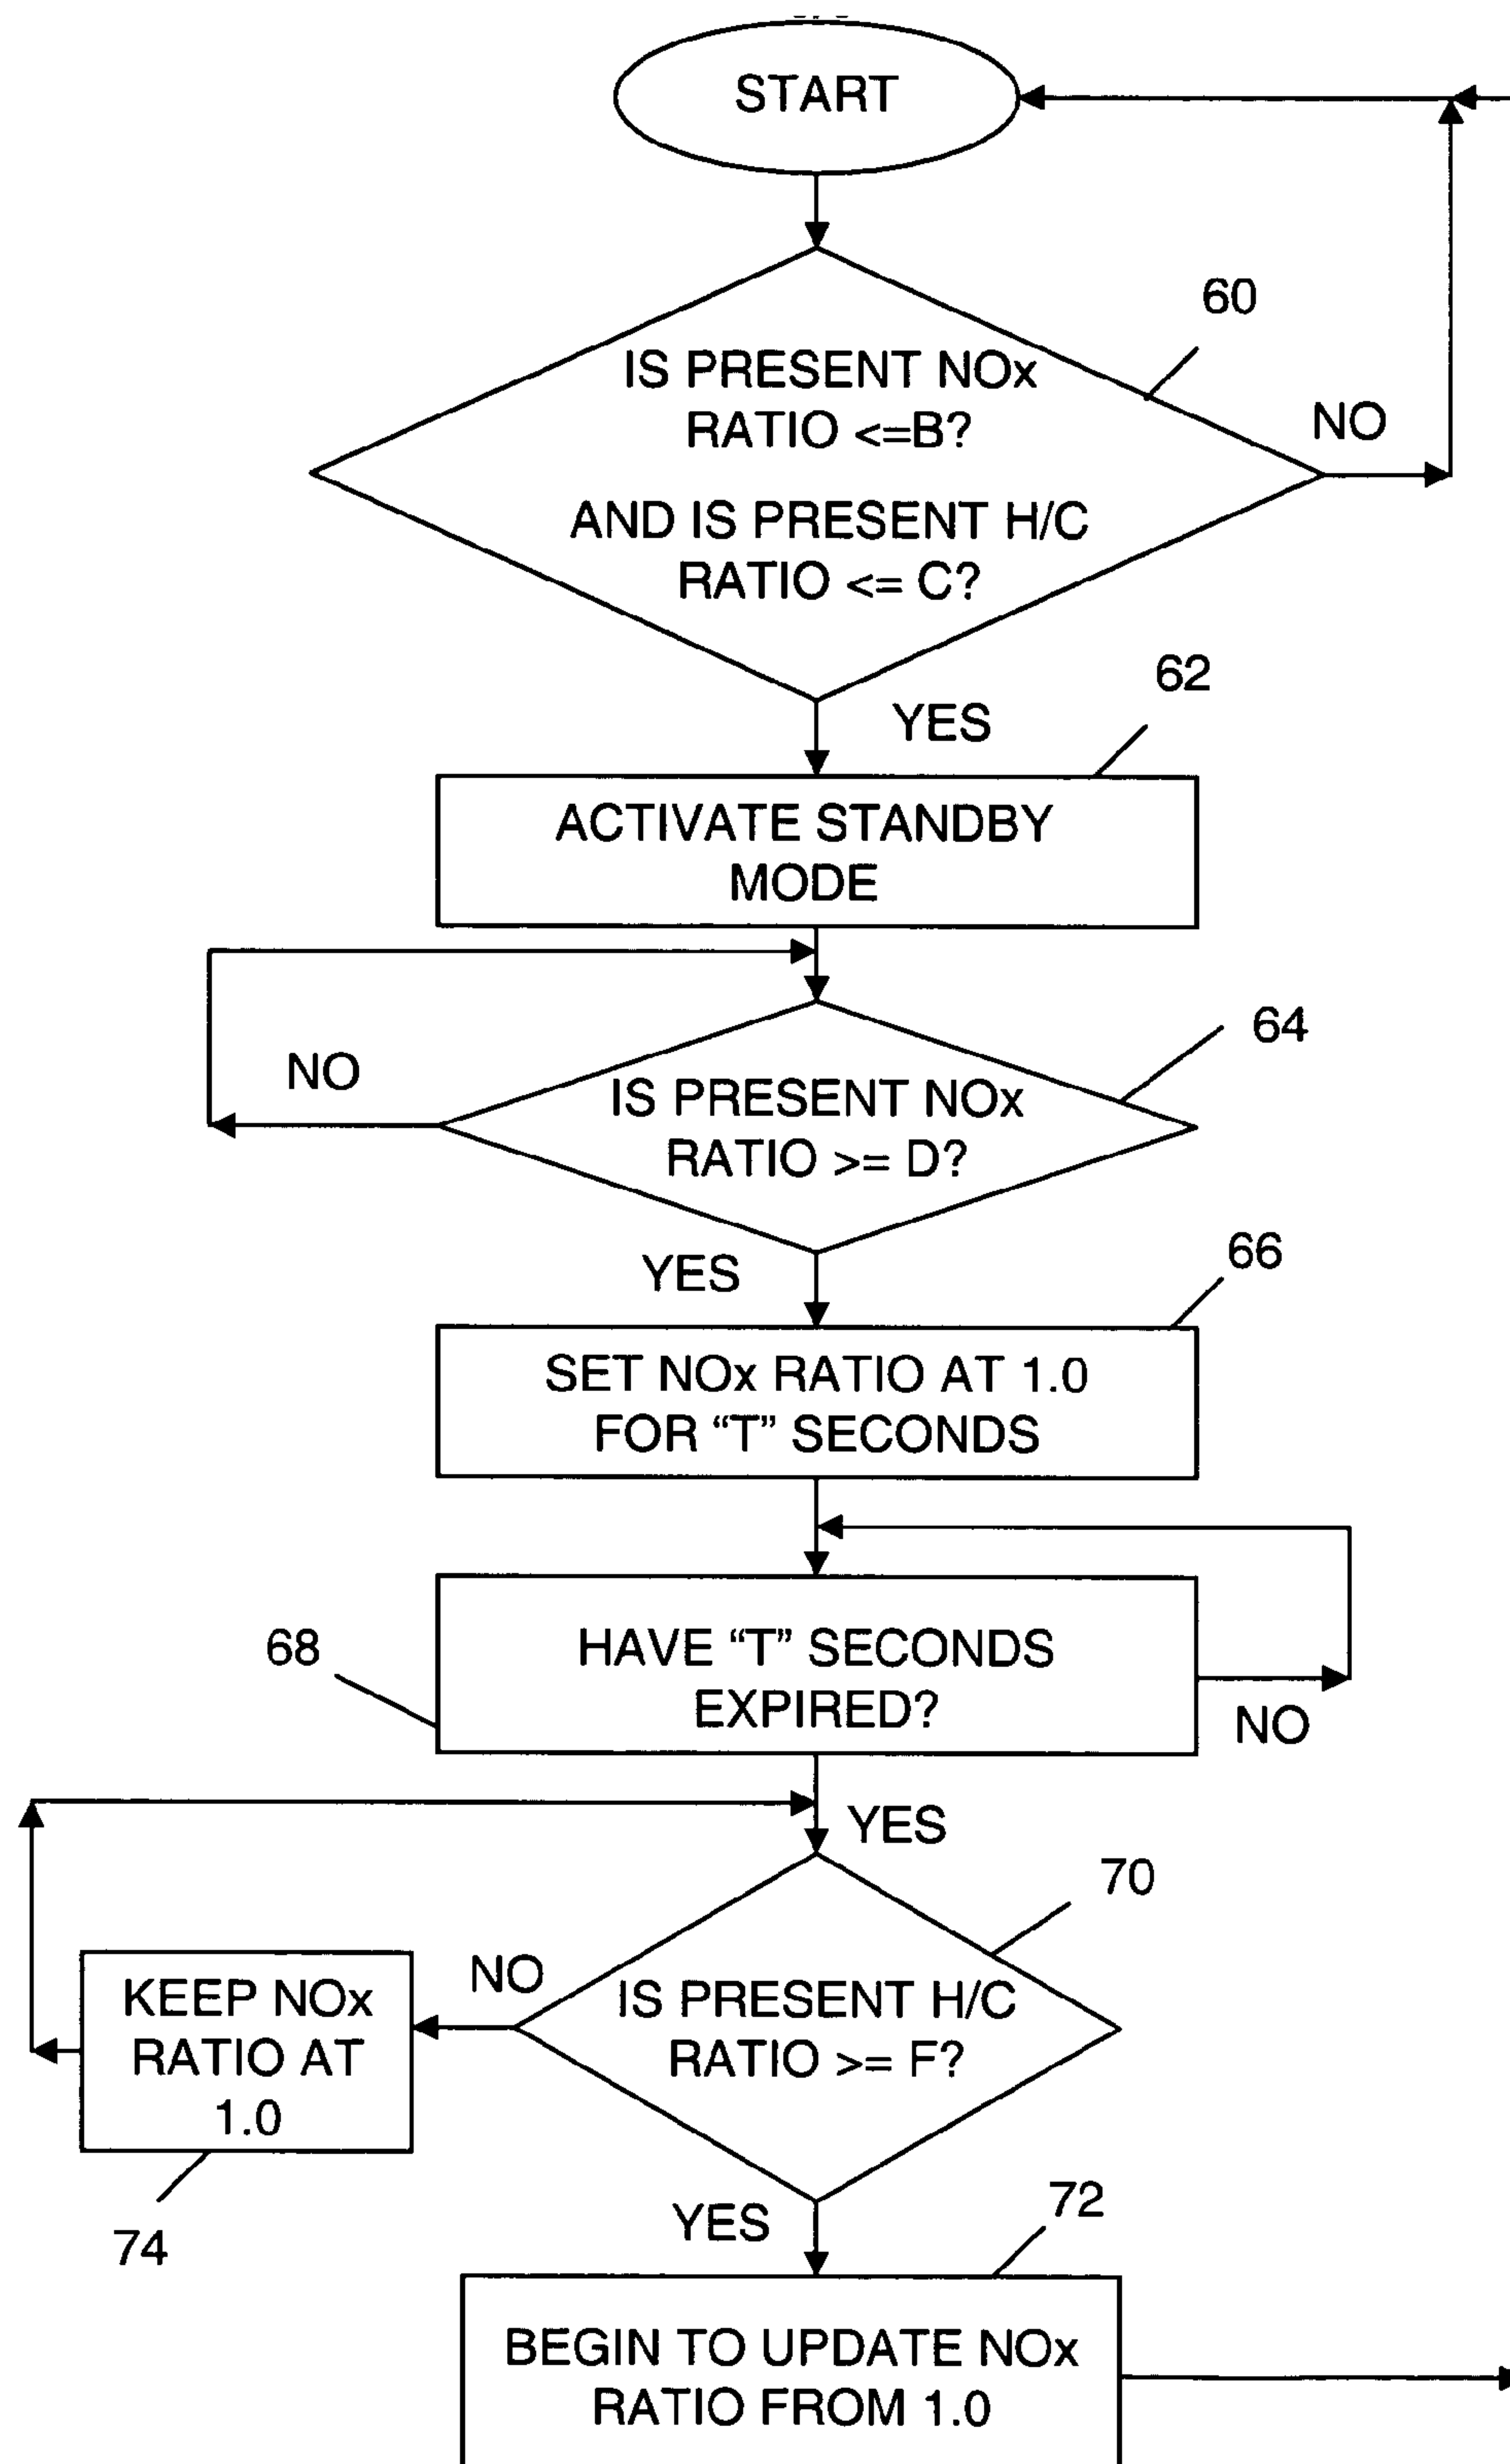 START
60
IS PRESENT NOx
RATIO <=B?
NO
AND IS PRESENT H/C
RATIO <= C?
62
YES
ACTIVATE STANDBY
MODE
64
NO
IS PRESENT NOx
RATIO >= D?
66
YES
SET NOx RATIO AT 1.0
FOR “T” SECONDS
68
HAVE “T” SECONDS
EXPIRED?
NO
YES
70
NO
KEEP NOx
RATIO AT
1.0
IS PRESENT H/C
RATIO >= F?
72
YES
74
BEGIN TO UPDATE NOx
RATIO FROM 1.0